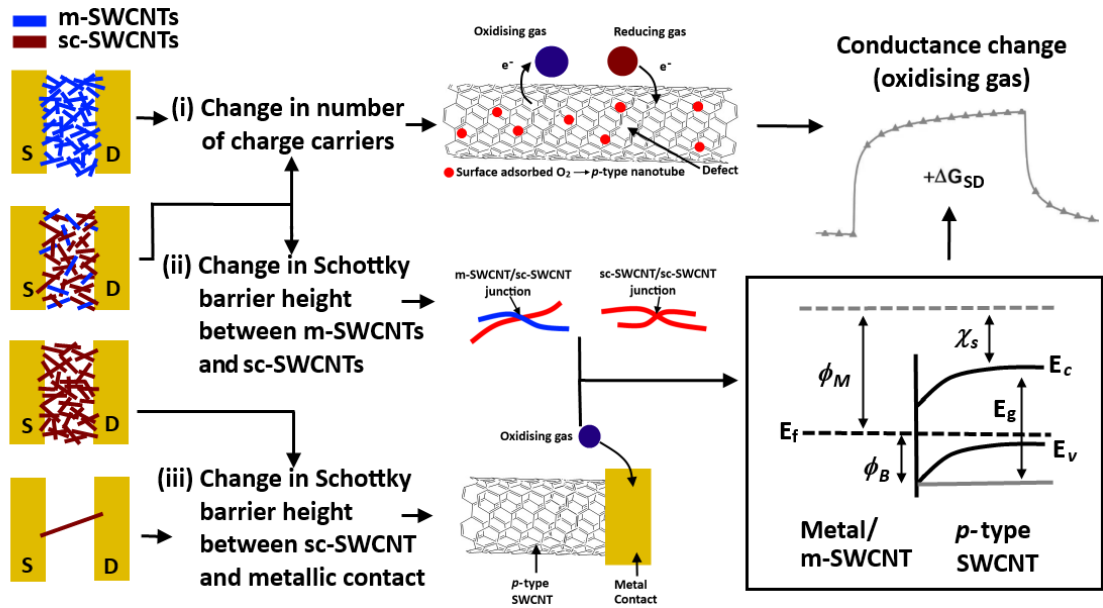 m-SWCNTs
sc-SWCNTs
S
D
(i) Change in number
of charge carriers
Oxidising gas
Reducing gas
e-
e-
Surface adsorbed O₂ → p-type nanotube
Defect
Conductance change
(oxidising gas)
+ΔG_SD
S
D
(ii) Change in Schottky
barrier height
between m-SWCNTs
and sc-SWCNTs
m-SWCNT/sc-SWCNT
junction
sc-SWCNT/sc-SWCNT
junction
S
D
S
D
(iii) Change in Schottky
barrier height
between sc-SWCNT
and metallic contact
Oxidising gas
p-type
SWCNT
Metal
Contact
ϕ_M
χ_s
E_c
E_g
E_f
E_v
ϕ_B
Metal/
m-SWCNT
p-type
SWCNT